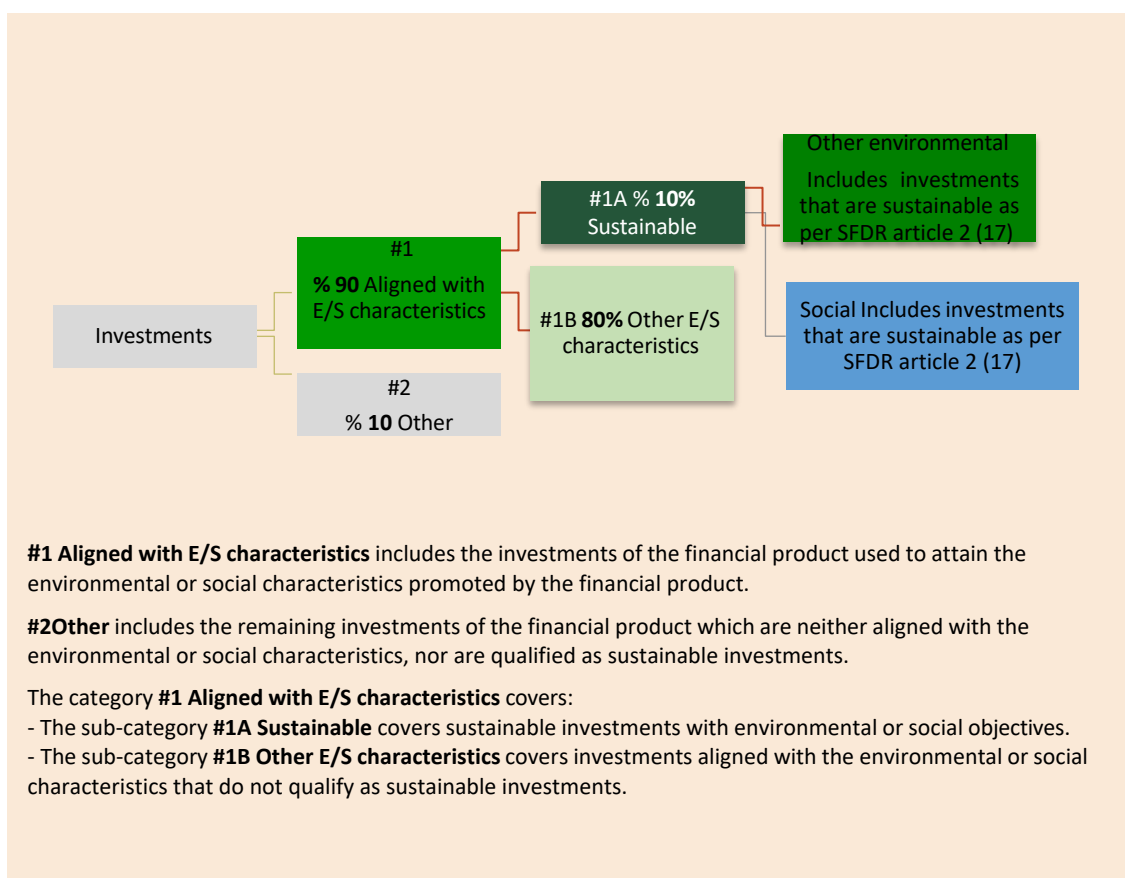 Investments
#1
% 90 Aligned with
E/S characteristics
#2
% 10 Other
#1A % 10%
Sustainable
#1B 80% Other E/S
characteristics
Other environmental
Includes investments
that are sustainable as
per SFDR article 2 (17)
Social Includes investments
that are sustainable as per
SFDR article 2 (17)
#1 Aligned with E/S characteristics includes the investments of the financial product used to attain the
environmental or social characteristics promoted by the financial product.
#2Other includes the remaining investments of the financial product which are neither aligned with the
environmental or social characteristics, nor are qualified as sustainable investments.
The category #1 Aligned with E/S characteristics covers:
- The sub-category #1A Sustainable covers sustainable investments with environmental or social objectives.
- The sub-category #1B Other E/S characteristics covers investments aligned with the environmental or social
characteristics that do not qualify as sustainable investments.